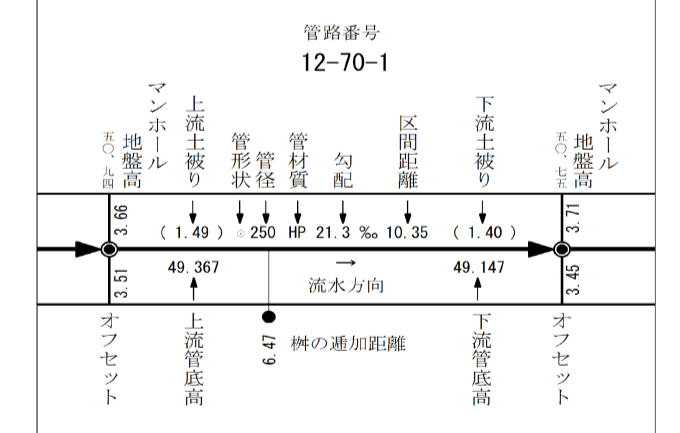 管路番号
12-70-1
マンホール
地盤高
五〇、九四
上流土被り
管形状
管径
管材質
勾配
区間距離
下流土被り
マンホール
地盤高
五〇、七五
3.66
( 1.49 ) ○ 250 HP 21.3 ‰ 10.35 ( 1.40 )
3.71
3.51
49.367
→
流水方向
49.147
3.45
オフセット
上流管底高
6.47
桝の逓加距離
下流管底高
オフセット